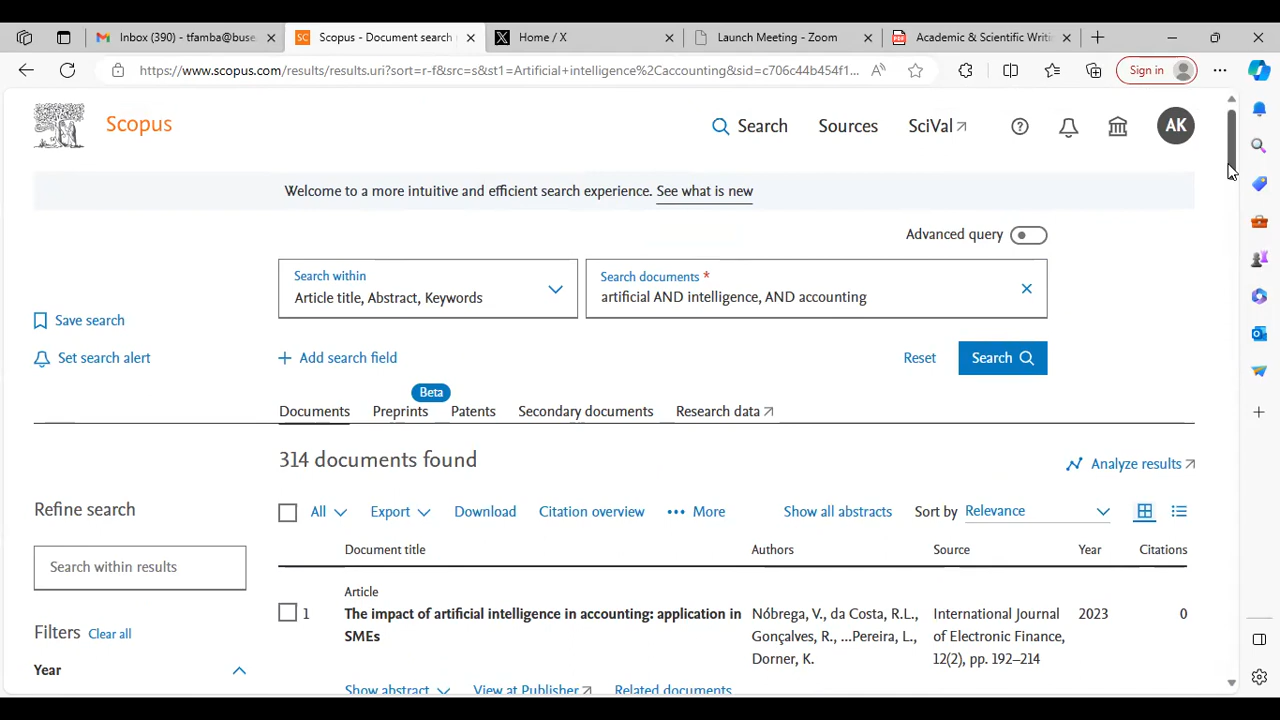 Inbox (390) - tfamba@buse.
SC Scopus - Document search
Home / X
Launch Meeting - Zoom
PDF Academic & Scientific Writi
https://www.scopus.com/results/results.uri?sort=r-f&src=s&st1=Artificial+intelligence%2Caccounting&sid=c706c44b454f1...
Sign in
Scopus
Search
Sources
SciVal
AK
Welcome to a more intuitive and efficient search experience. See what is new
Advanced query
Search within
Article title, Abstract, Keywords
Search documents *
artificial AND intelligence, AND accounting
Save search
Set search alert
Add search field
Reset
Search
Beta
Documents
Preprints
Patents
Secondary documents
Research data
314 documents found
Analyze results
Refine search
All
Export
Download
Citation overview
More
Show all abstracts
Sort by
Relevance
Document title
Authors
Source
Year
Citations
Search within results
Article
1
The impact of artificial intelligence in accounting: application in
SMEs
Nóbrega, V., da Costa, R.L.,
Gonçalves, R., ...Pereira, L.,
Dorner, K.
International Journal
of Electronic Finance,
12(2), pp. 192–214
2023
0
Filters
Clear all
Year
Show abstract
View at Publisher
Related documents